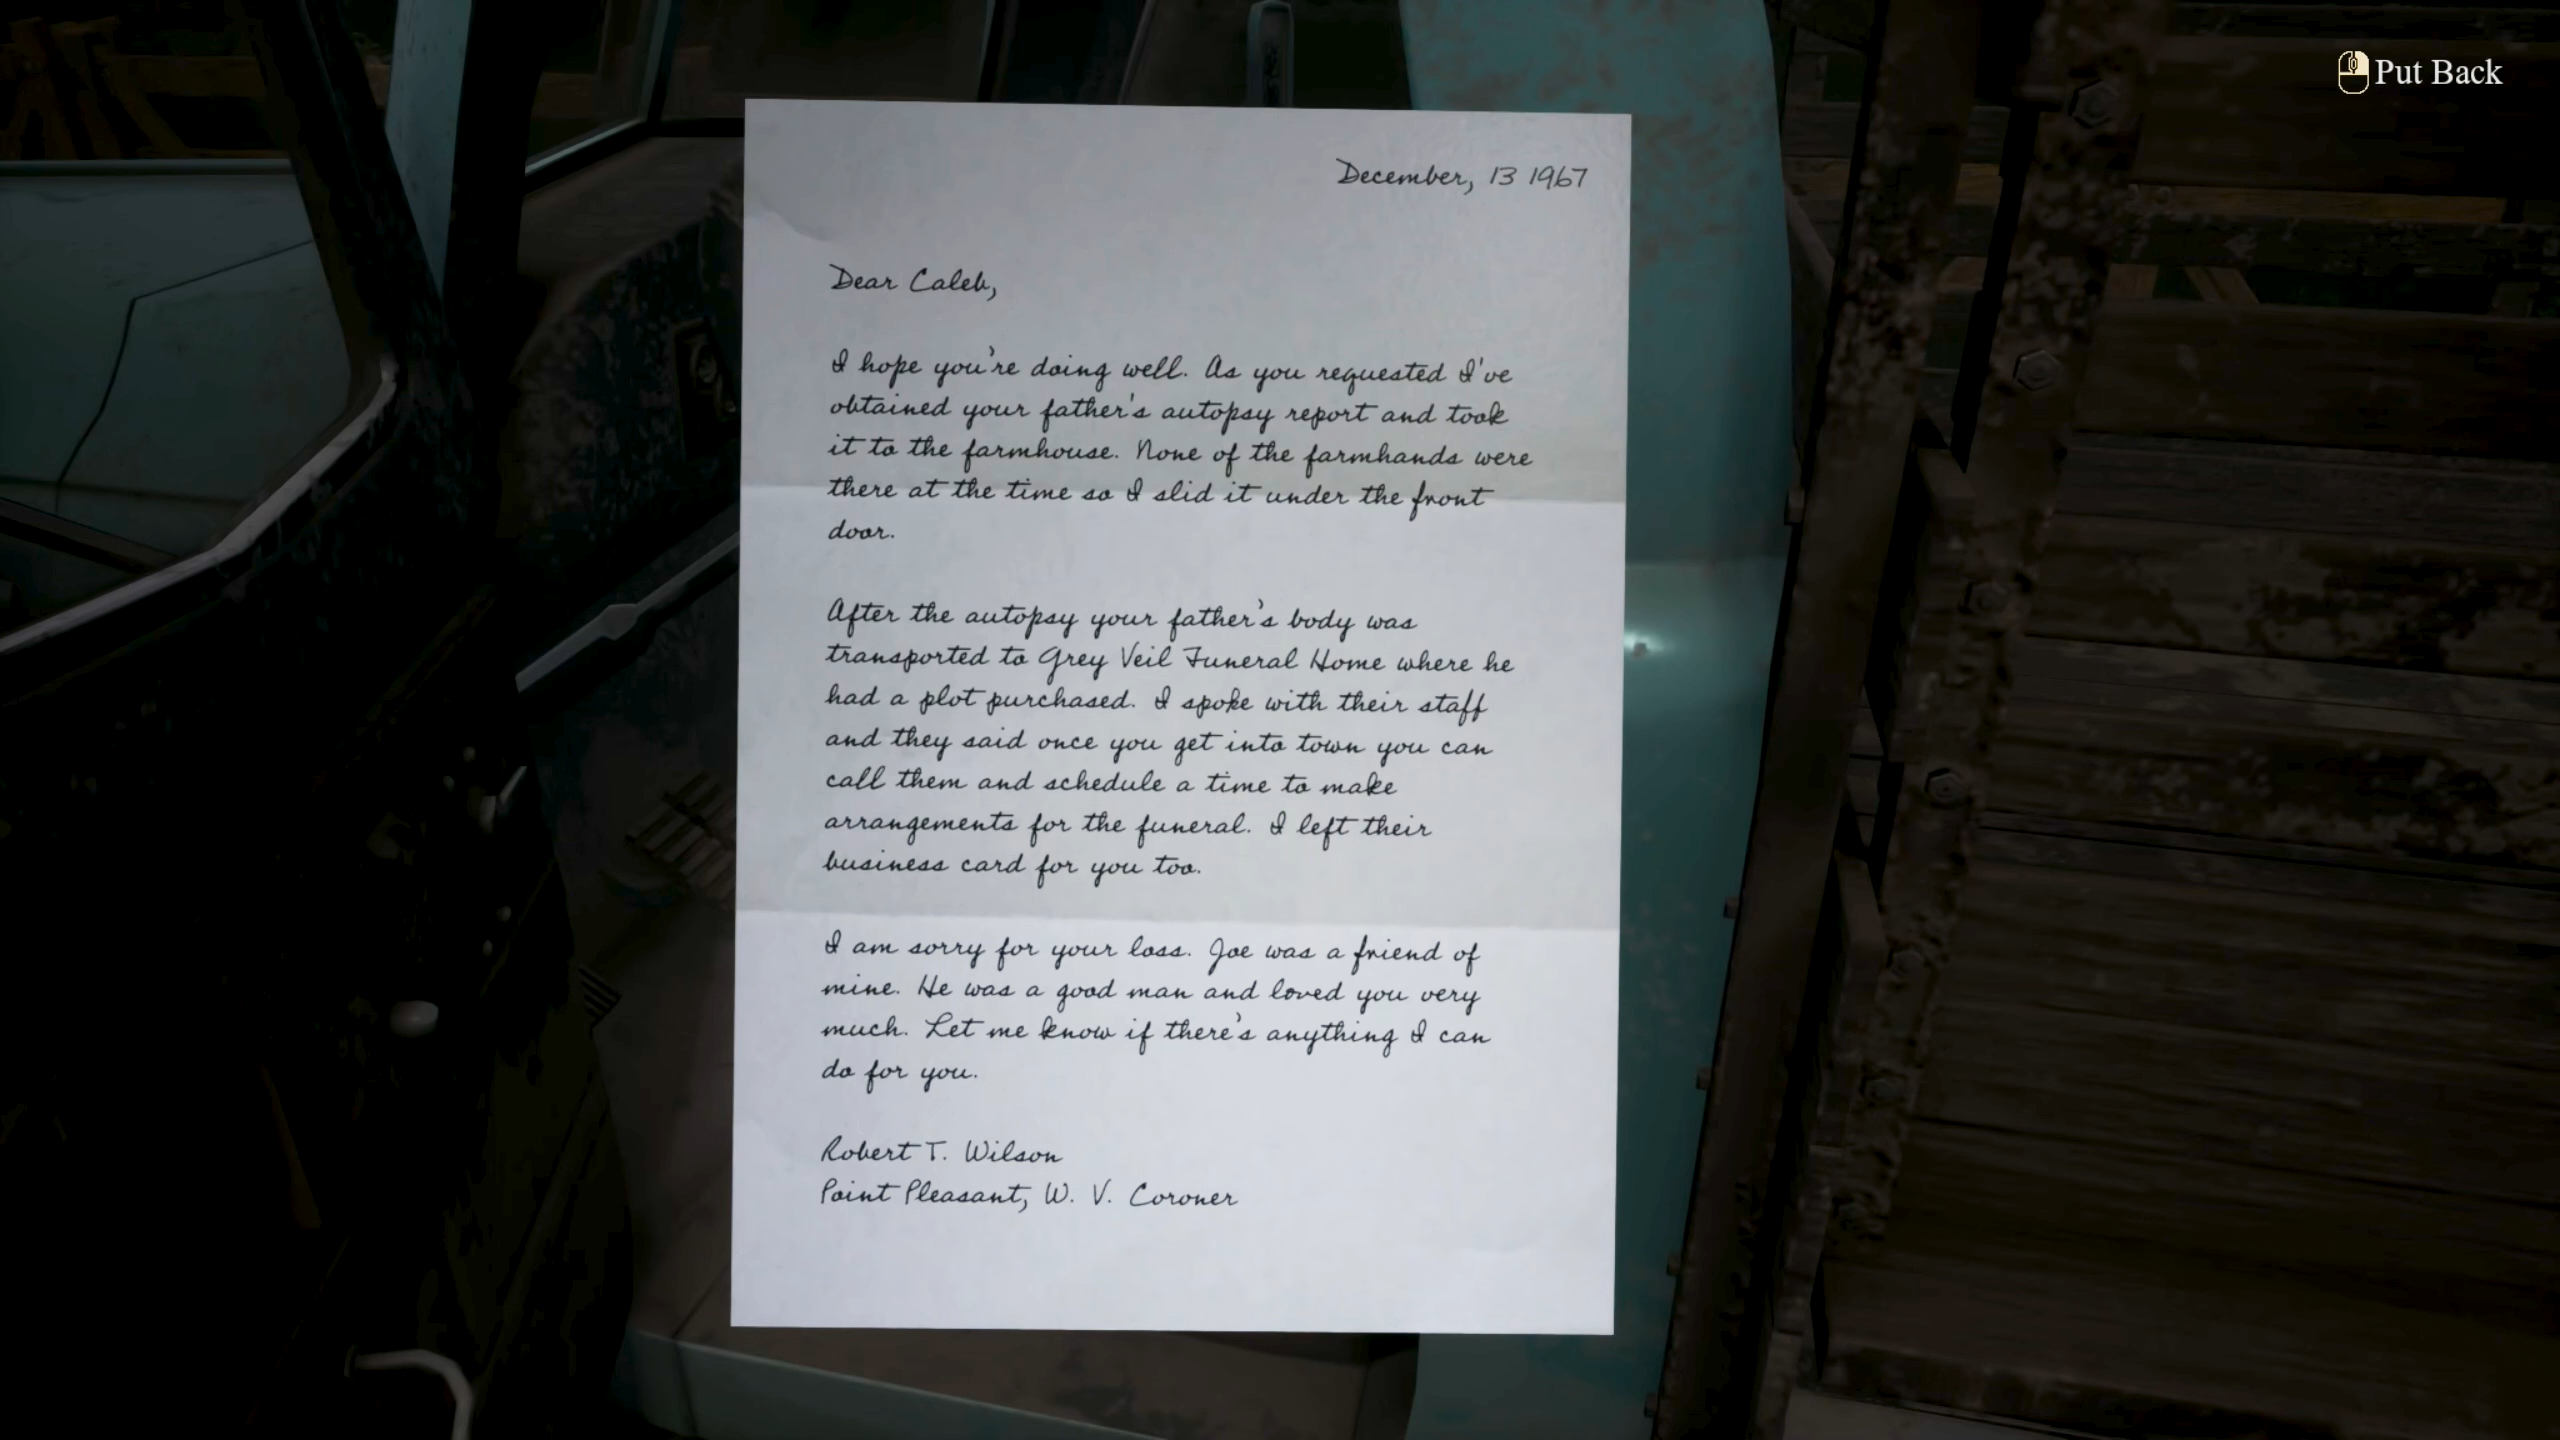 Put Back
December, 13 1967
Dear Caleb,
I hope you're doing well. As you requested I've
obtained your father's autopsy report and took
it to the farmhouse. None of the farmhands were
there at the time so I slid it under the front
door.
After the autopsy your father's body was
transported to Grey Veil Funeral Home where he
had a plot purchased. I spoke with their staff
and they said once you get into town you can
call them and schedule a time to make
arrangements for the funeral. I left their
business card for you too.
I am sorry for your loss. Joe was a friend of
mine. He was a good man and loved you very
much. Let me know if there's anything I can
do for you.
Robert T. Wilson
Point Pleasant, W. V. Coroner